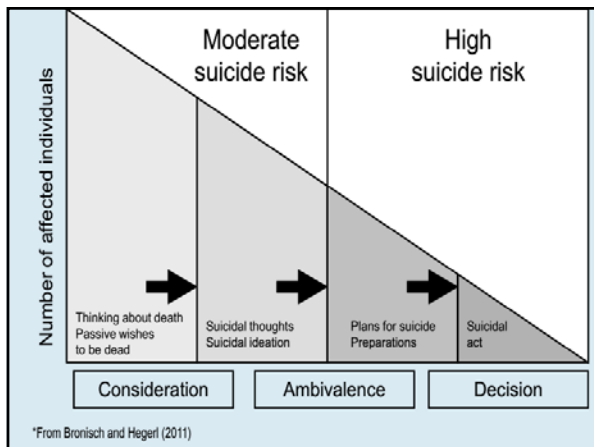 Moderate
suicide risk
High
suicide risk
Number of affected individuals
Thinking about death
Passive wishes
to be dead
Suicidal thoughts
Suicidal ideation
Plans for suicide
Preparations
Suicidal
act
Consideration
Ambivalence
Decision
*From Bronisch and Hegerl (2011)